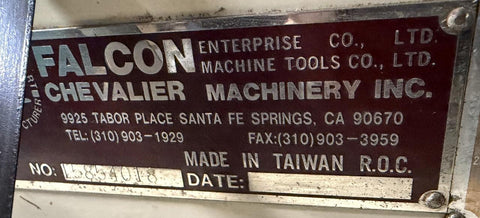 FALCON ENTERPRISE CO., LTD.
MACHINE TOOLS CO., LTD.
CHEVALIER MACHINERY INC.
9925 TABOR PLACE SANTA FE SPRINGS, CA 90670
TEL:(310)903-1929 FAX:(310)903-3959
MADE IN TAIWAN R.O.C.
NO:
DATE: